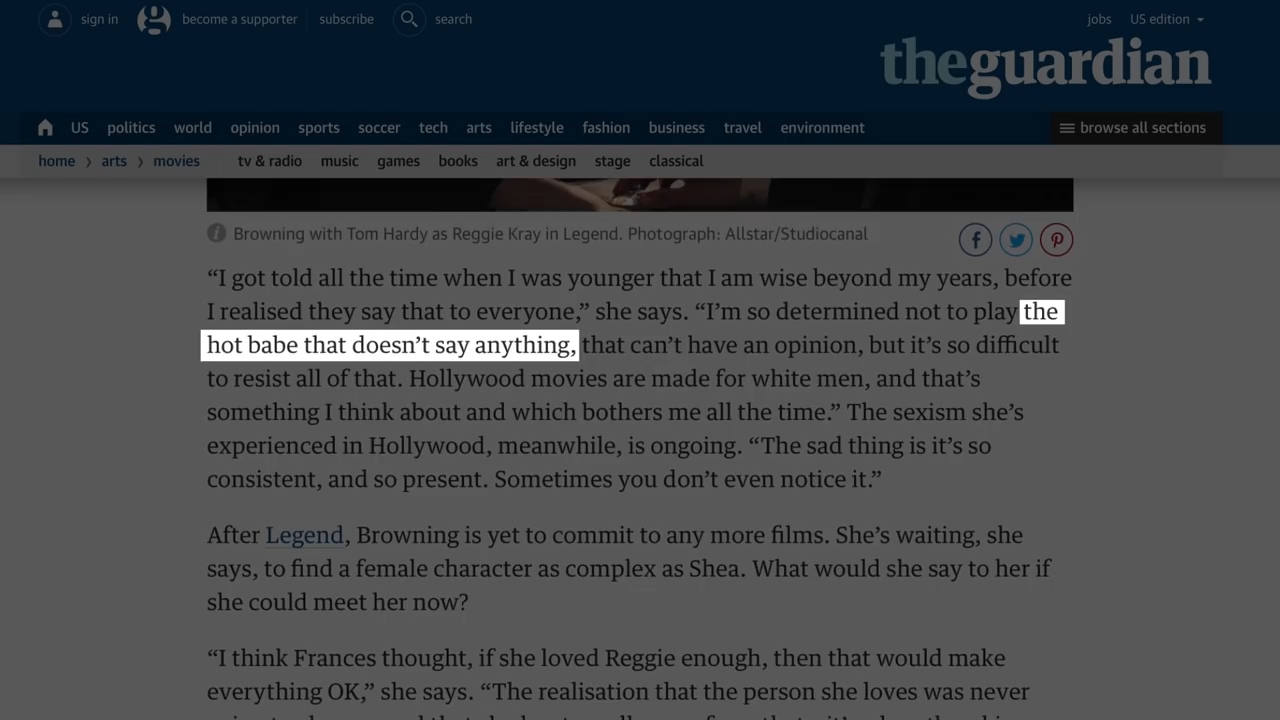 sign in
become a supporter
subscribe
search
jobs
US edition
theguardian
US politics world opinion sports soccer tech arts lifestyle fashion business travel environment
browse all sections
home › arts › movies tv & radio music games books art & design stage classical
Browning with Tom Hardy as Reggie Kray in Legend. Photograph: Allstar/Studiocanal
“I got told all the time when I was younger that I am wise beyond my years, before
I realised they say that to everyone,” she says. “I’m so determined not to play the
hot babe that doesn’t say anything, that can’t have an opinion, but it’s so difficult
to resist all of that. Hollywood movies are made for white men, and that’s
something I think about and which bothers me all the time.” The sexism she’s
experienced in Hollywood, meanwhile, is ongoing. “The sad thing is it’s so
consistent, and so present. Sometimes you don’t even notice it.”
After Legend, Browning is yet to commit to any more films. She’s waiting, she
says, to find a female character as complex as Shea. What would she say to her if
she could meet her now?
“I think Frances thought, if she loved Reggie enough, then that would make
everything OK,” she says. “The realisation that the person she loves was never